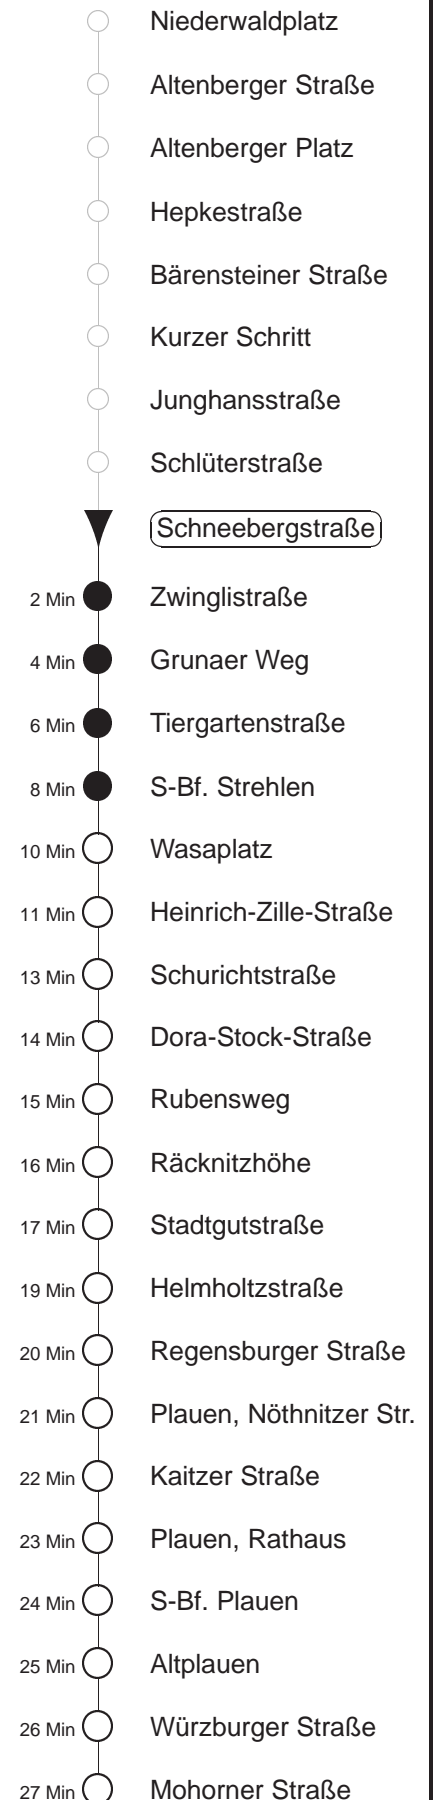 Niederwaldplatz
Altenberger Straße
Altenberger Platz
Hepkestraße
Bärensteiner Straße
Kurzer Schritt
Junghansstraße
Schlüterstraße
Schneebergstraße
2 Min Zwinglistraße
4 Min Grunaer Weg
6 Min Tiergartenstraße
8 Min S-Bf. Strehlen
10 Min Wasaplatz
11 Min Heinrich-Zille-Straße
13 Min Schurichtstraße
14 Min Dora-Stock-Straße
15 Min Rubensweg
16 Min Räcknitzhöhe
17 Min Stadtgutstraße
19 Min Helmholtzstraße
20 Min Regensburger Straße
21 Min Plauen, Nöthnitzer Str.
22 Min Kaitzer Straße
23 Min Plauen, Rathaus
24 Min S-Bf. Plauen
25 Min Altplauen
26 Min Würzburger Straße
27 Min Mohorner Straße